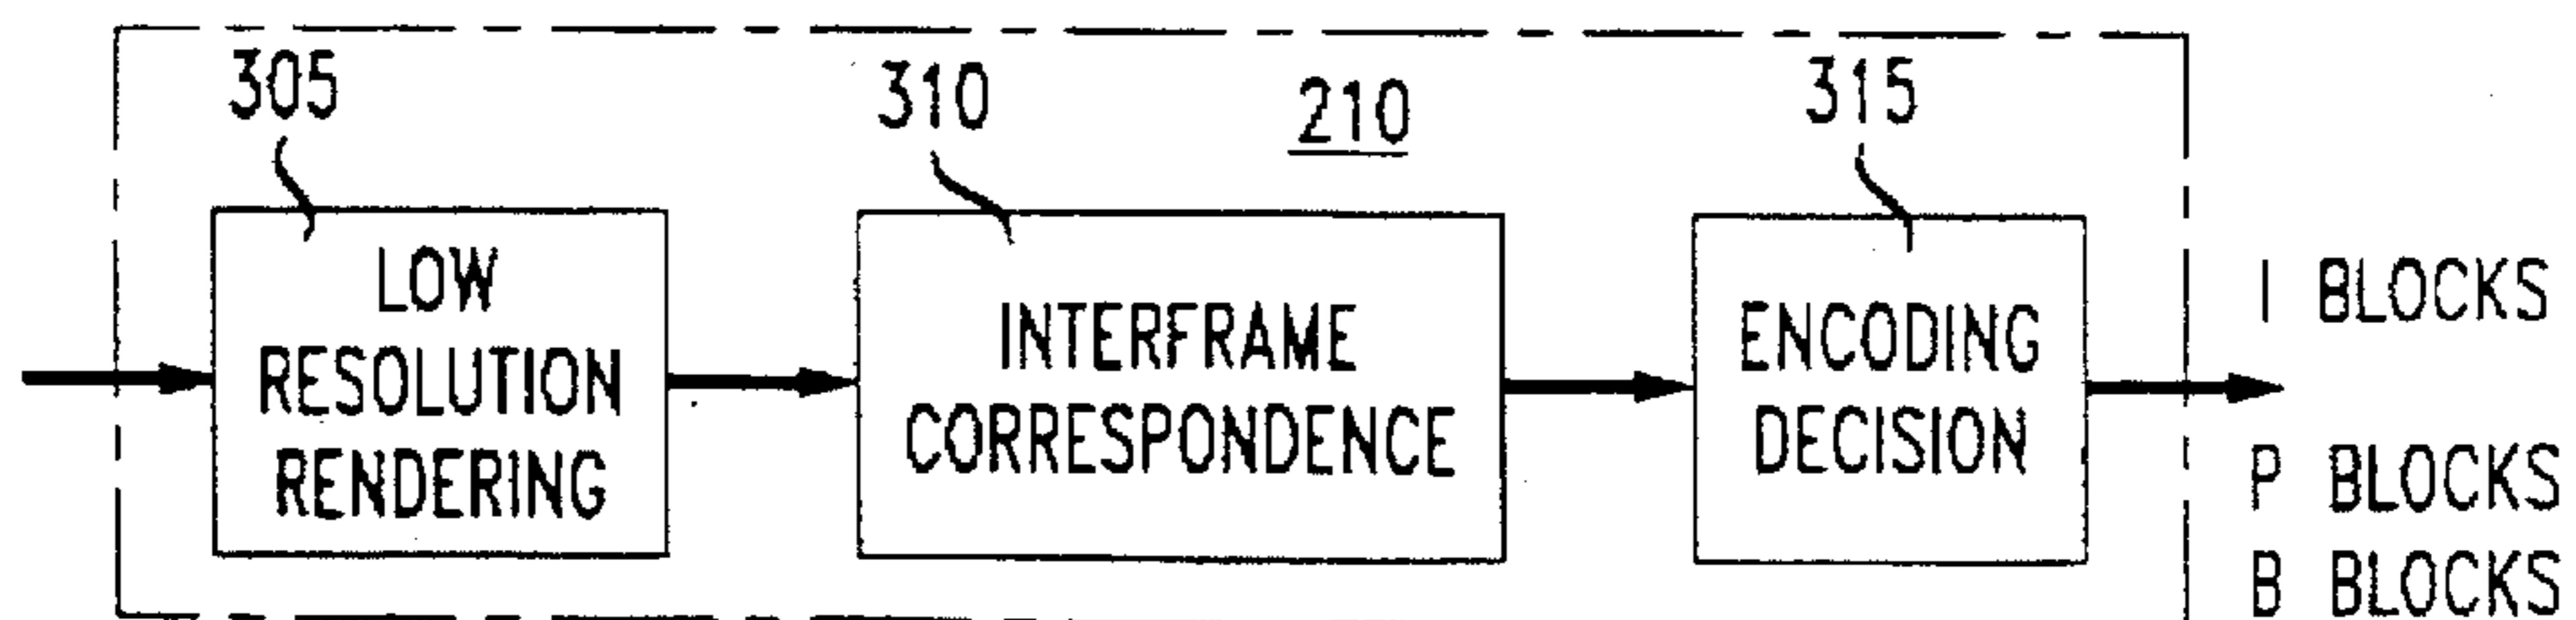 305
310
210
315
LOW
RESOLUTION
RENDERING
INTERFRAME
CORRESPONDENCE
ENCODING
DECISION
I BLOCKS
P BLOCKS
B BLOCKS